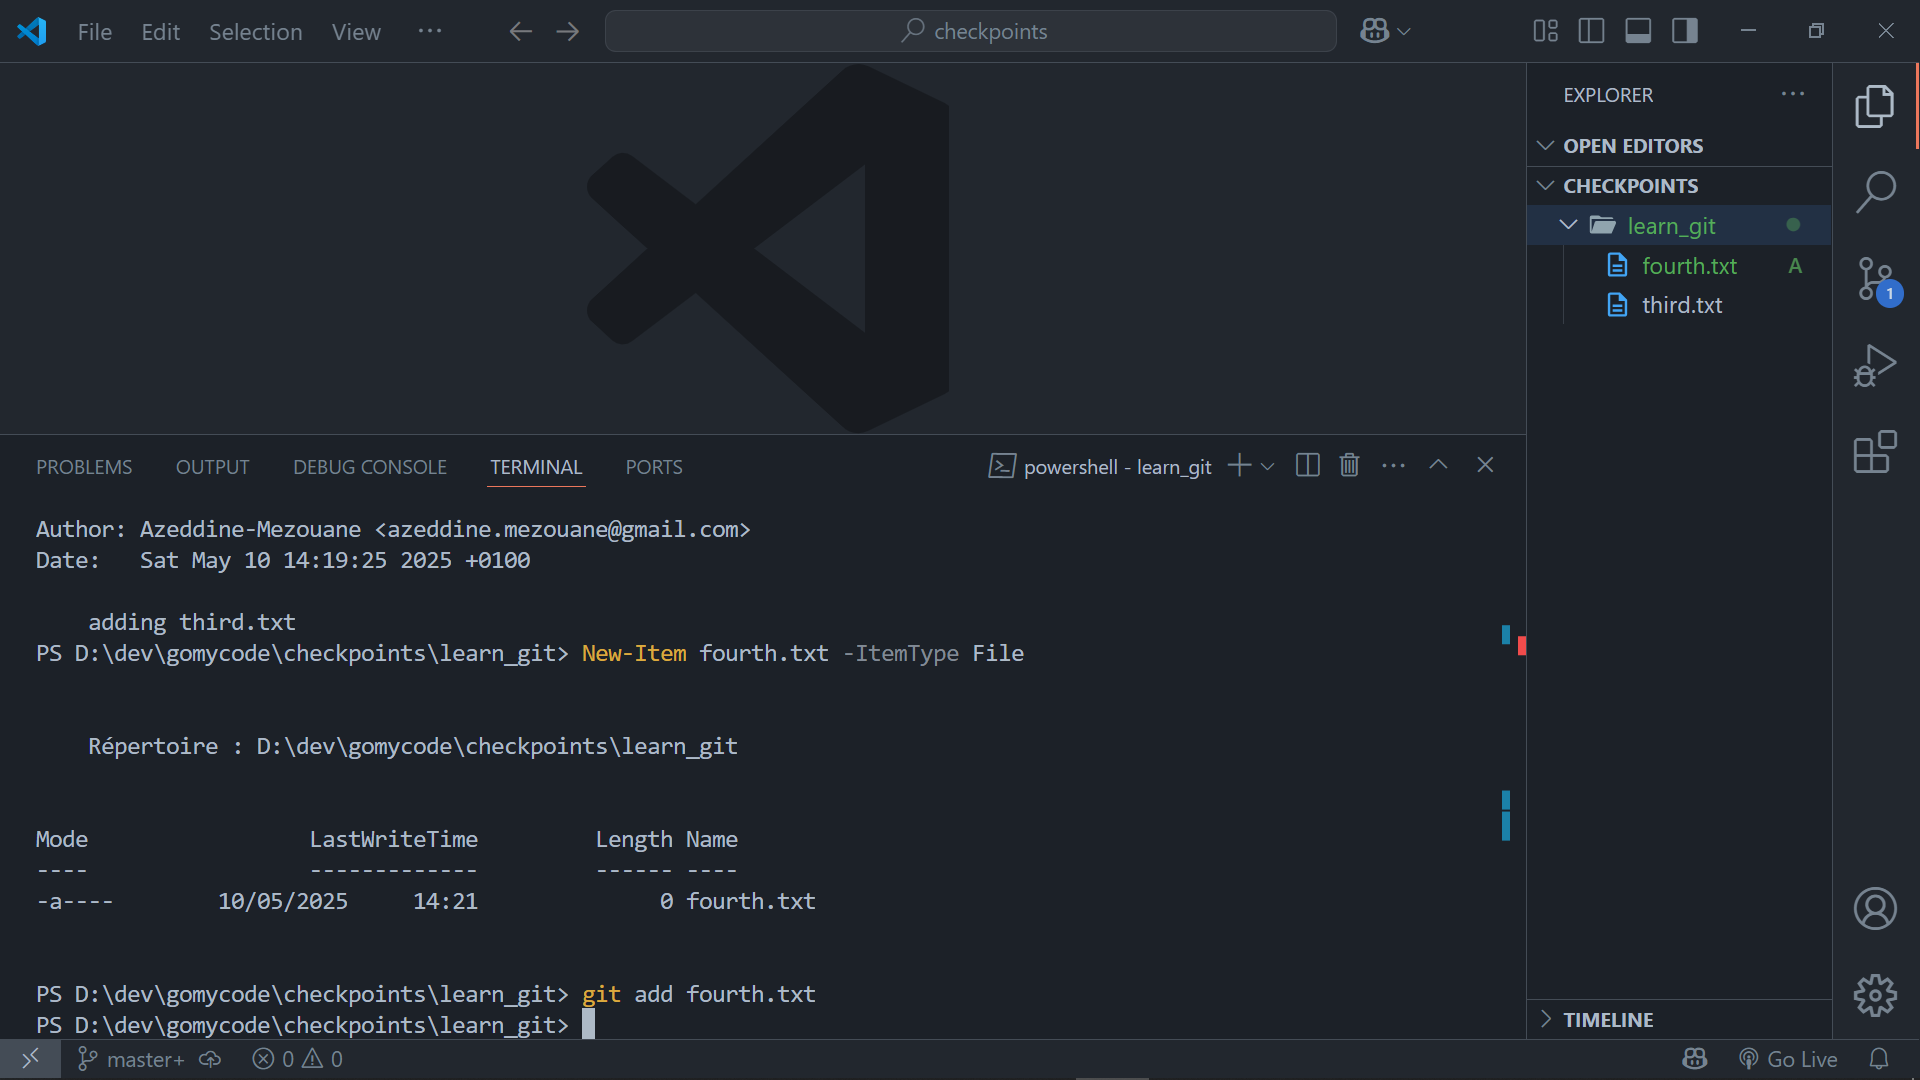 File Edit Selection View ··· checkpoints
EXPLORER ···
OPEN EDITORS
CHECKPOINTS
learn_git
fourth.txt A
third.txt
1
PROBLEMS OUTPUT DEBUG CONSOLE TERMINAL PORTS powershell - learn_git ···
Author: Azeddine-Mezouane <azeddine.mezouane@gmail.com>
Date:   Sat May 10 14:19:25 2025 +0100
    adding third.txt
PS D:\dev\gomycode\checkpoints\learn_git> New-Item fourth.txt -ItemType File
    Répertoire : D:\dev\gomycode\checkpoints\learn_git
Mode                 LastWriteTime         Length Name
----                 -------------         ------ ----
-a----        10/05/2025     14:21              0 fourth.txt
PS D:\dev\gomycode\checkpoints\learn_git> git add fourth.txt
PS D:\dev\gomycode\checkpoints\learn_git>
TIMELINE
master+ 0 0 Go Live